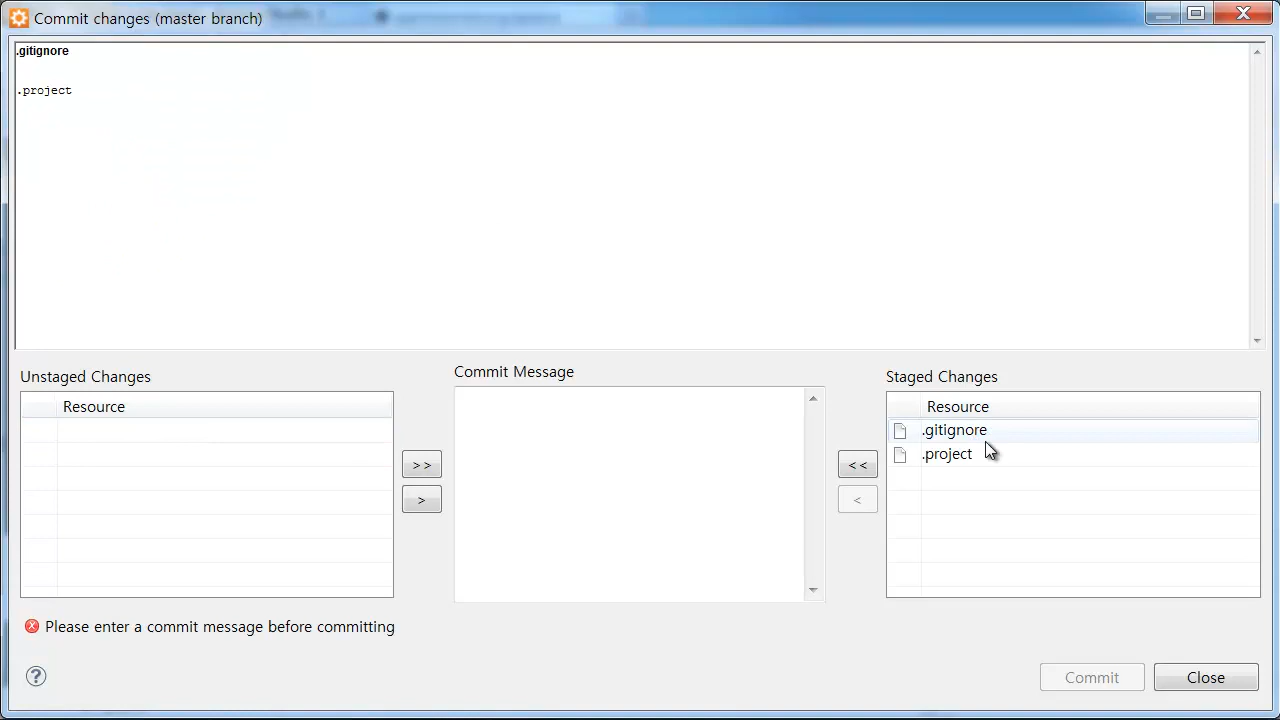 Commit changes (master branch)
.gitignore
.project
Unstaged Changes
Commit Message
Staged Changes
Resource
Resource
.gitignore
.project
>>
<<
>
<
Please enter a commit message before committing
?
Commit
Close